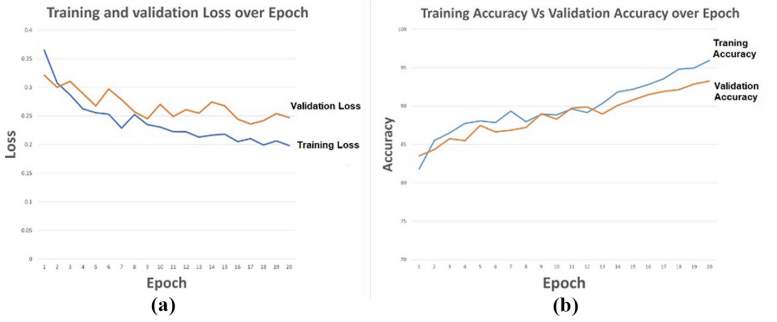 Training and validation Loss over Epoch
0.4
0.35
0.3
0.25
0.2
0.15
0.1
0.05
0
Loss
Validation Loss
Training Loss
1 2 3 4 5 6 7 8 9 10 11 12 13 14 15 16 17 18 19 20
Epoch
(a)
Training Accuracy Vs Validation Accuracy over Epoch
100
95
90
85
80
75
70
Accuracy
Traning
Accuracy
Validation
Accuracy
1 2 3 4 5 6 7 8 9 10 11 12 13 14 15 16 17 18 19 20
Epoch
(b)